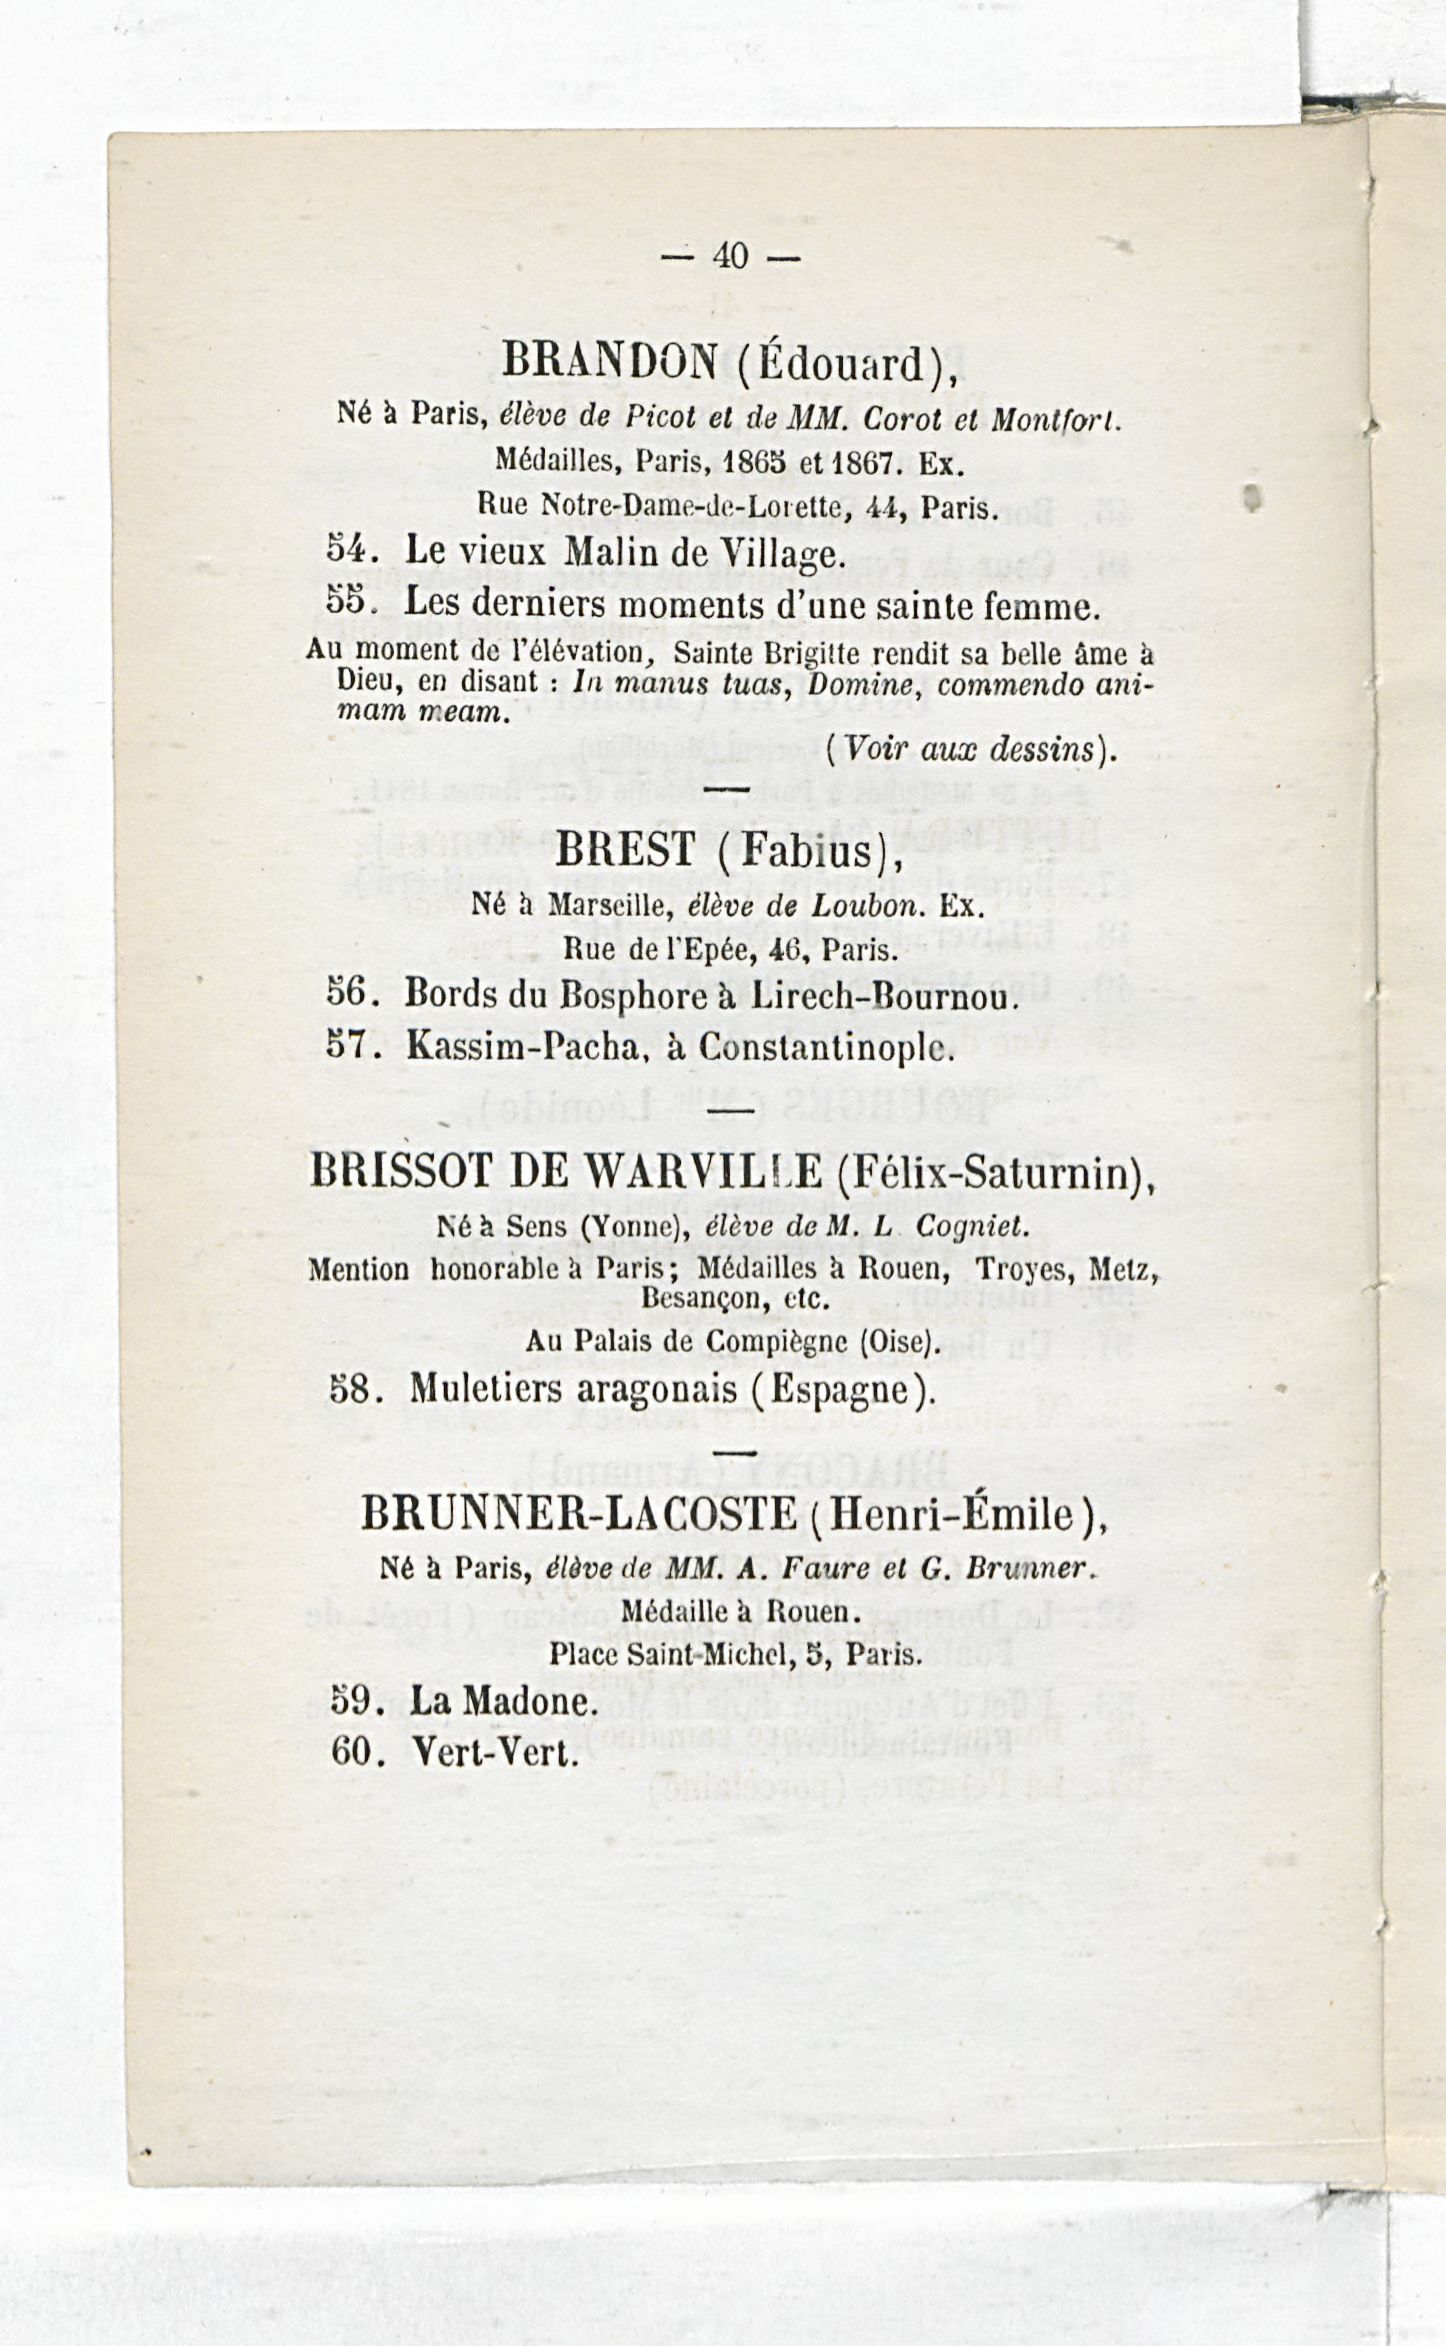 — 40 —
BRANDON (Édouard),
Né à Paris, élève de Picot et de MM. Corot et Montfort.
Médailles, Paris, 1865 et 1867. Ex.
Rue Notre-Dame-de-Lorette, 44, Paris.
54. Le vieux Malin de Village.
55. Les derniers moments d'une sainte femme.
Au moment de l'élévation, Sainte Brigitte rendit sa belle âme à
Dieu, en disant : In manus tuas, Domine, commendo ani-
mam meam.
(Voir aux dessins).
BREST (Fabius),
Né à Marseille, élève de Loubon. Ex.
Rue de l'Epée, 46, Paris.
56. Bords du Bosphore à Lirech-Bournou.
57. Kassim-Pacha, à Constantinople.
BRISSOT DE WARVILLE (Félix-Saturnin),
Né à Sens (Yonne), élève de M. L Cogniet.
Mention honorable à Paris; Médailles à Rouen, Troyes, Metz,
Besançon, etc.
Au Palais de Compiègne (Oise).
58. Muletiers aragonais (Espagne).
BRUNNER-LACOSTE (Henri-Émile),
Né à Paris, élève de MM. A. Faure et G. Brunner.
Médaille à Rouen.
Place Saint-Michel, 5, Paris.
59. La Madone.
60. Vert-Vert.